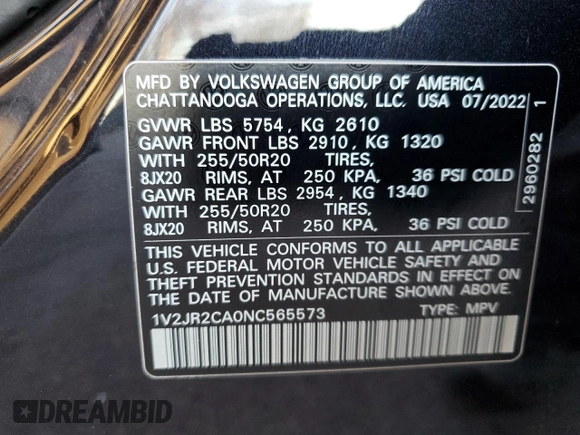 MFD BY VOLKSWAGEN GROUP OF AMERICA
CHATTANOOGA OPERATIONS, LLC. USA 07/2022
GVWR LBS 5754, KG 2610
GAWR FRONT LBS 2910, KG 1320
WITH 255/50R20 TIRES,
8JX20 RIMS, AT 250 KPA, 36 PSI COLD
GAWR REAR LBS 2954, KG 1340
WITH 255/50R20 TIRES,
8JX20 RIMS, AT 250 KPA, 36 PSI COLD
THIS VEHICLE CONFORMS TO ALL APPLICABLE
U.S. FEDERAL MOTOR VEHICLE SAFETY AND
THEFT PREVENTION STANDARDS IN EFFECT ON
THE DATE OF MANUFACTURE SHOWN ABOVE.
1V2JR2CA0NC565573 TYPE: MPV
2960282 1
DREAMBID